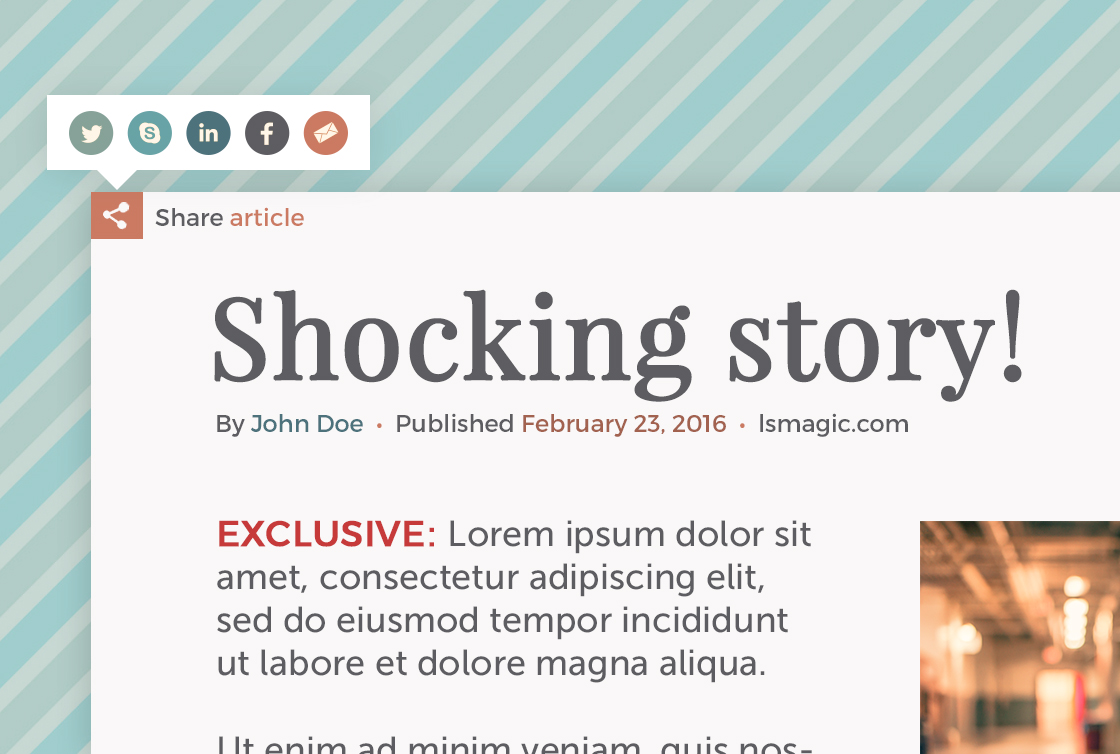 Share article
Shocking story!
By John Doe • Published February 23, 2016 • lsmagic.com
EXCLUSIVE: Lorem ipsum dolor sit
amet, consectetur adipiscing elit,
sed do eiusmod tempor incididunt
ut labore et dolore magna aliqua.
Ut enim ad minim veniam, quis nos-